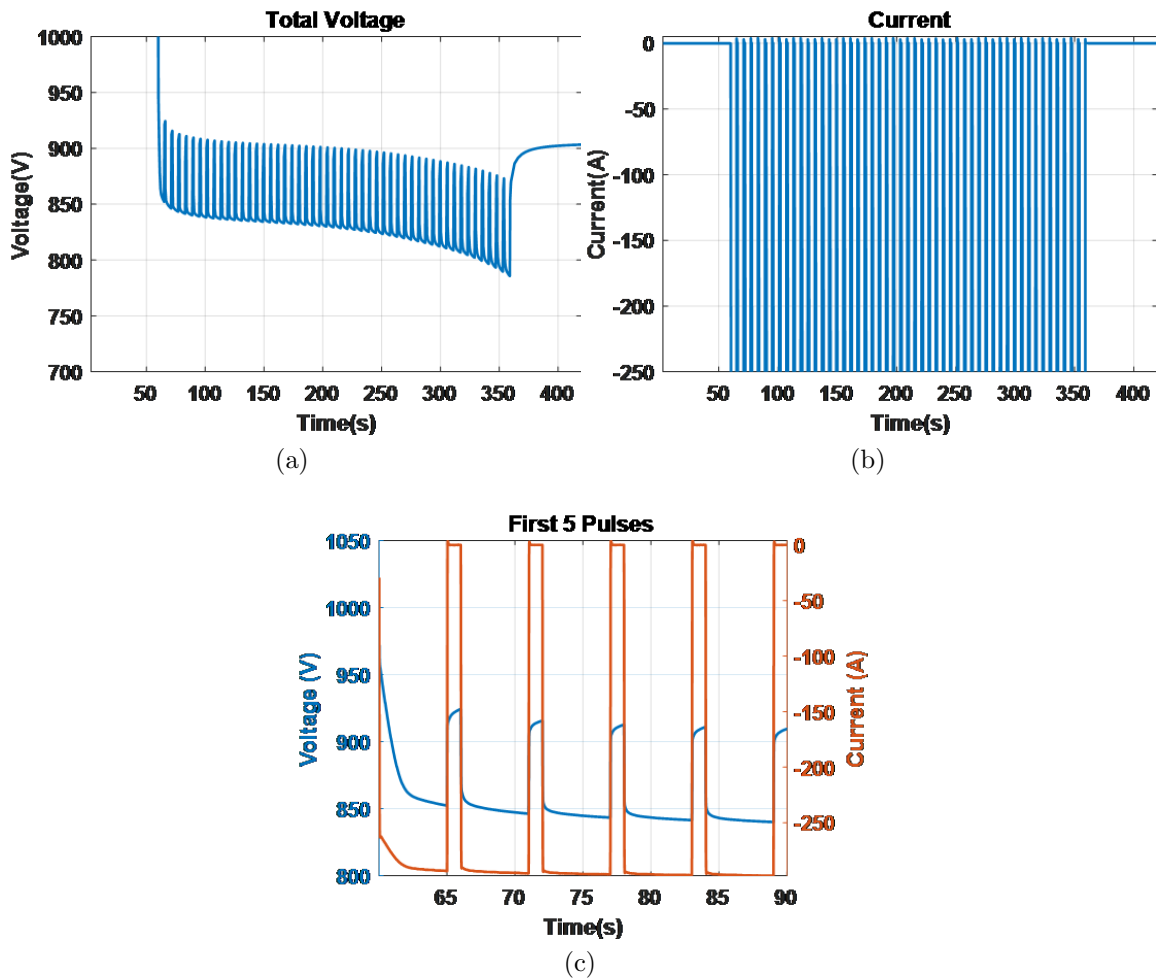 Total Voltage
1000
950
900
850
800
750
700
Voltage(V)
50 100 150 200 250 300 350 400
Time(s)
(a)
Current
0
-50
-100
-150
-200
-250
Current(A)
50 100 150 200 250 300 350 400
Time(s)
(b)
First 5 Pulses
1050
1000
950
900
850
800
Voltage (V)
0
-50
-100
-150
-200
-250
Current (A)
65 70 75 80 85 90
Time(s)
(c)